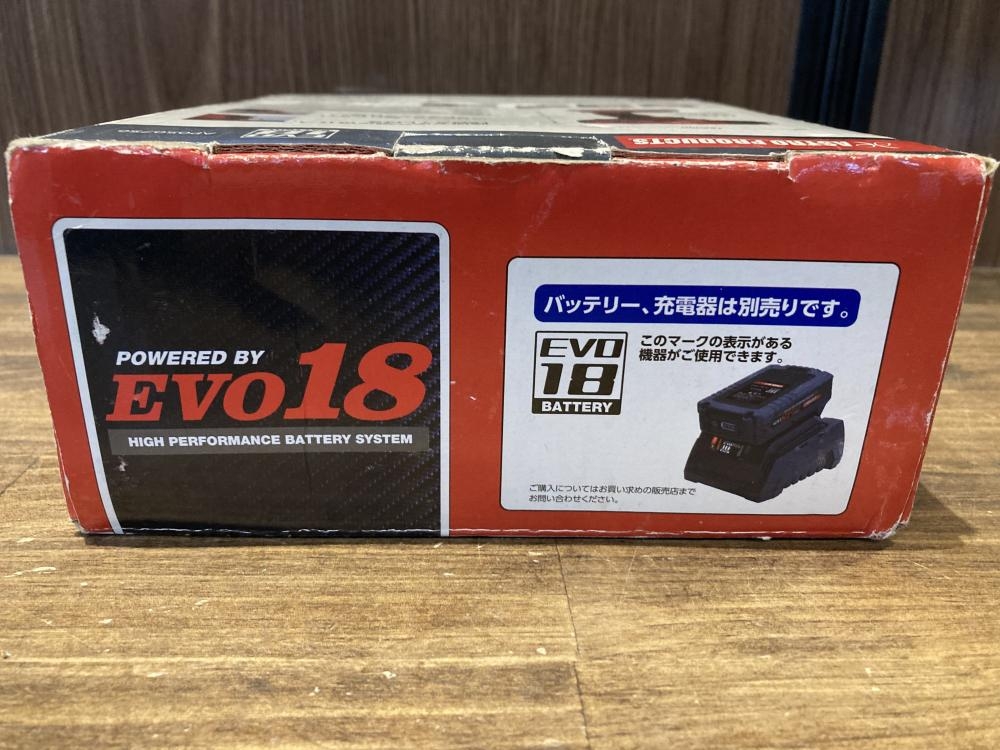 ASTRO PRODUCTS
POWERED BY
EVO18
HIGH PERFORMANCE BATTERY SYSTEM
バッテリー、充電器は別売りです。
EVO
18
BATTERY
このマークの表示がある
機器がご使用できます。
ご購入についてはお買い求めの販売店まで
お問い合わせください。